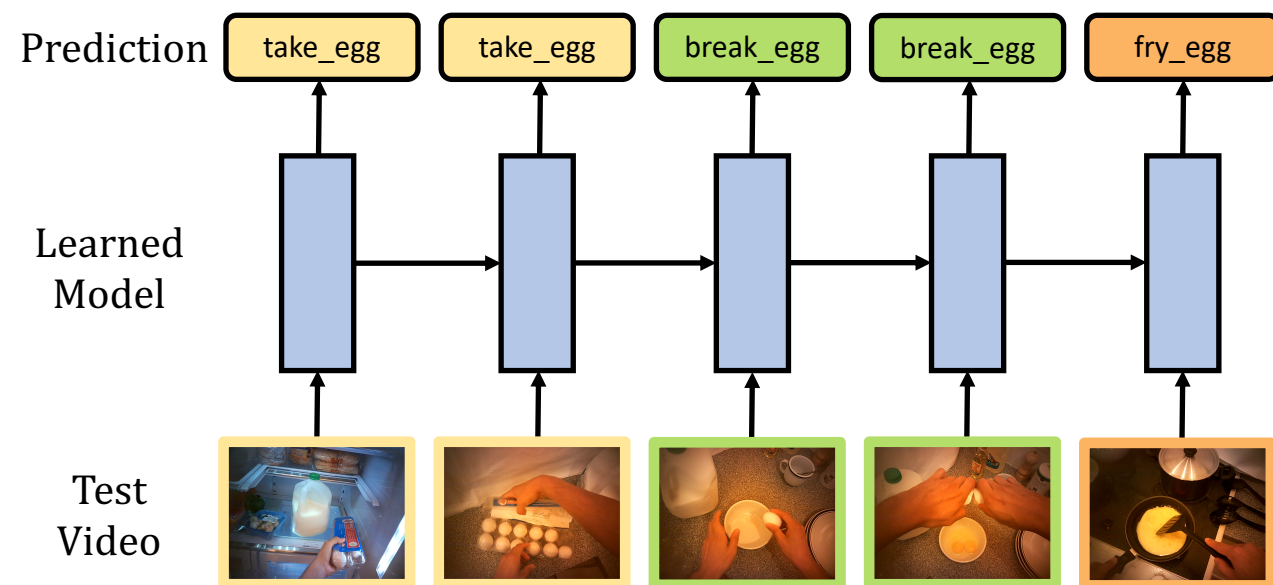 Prediction
take_egg
take_egg
break_egg
break_egg
fry_egg
Learned
Model
Test
Video